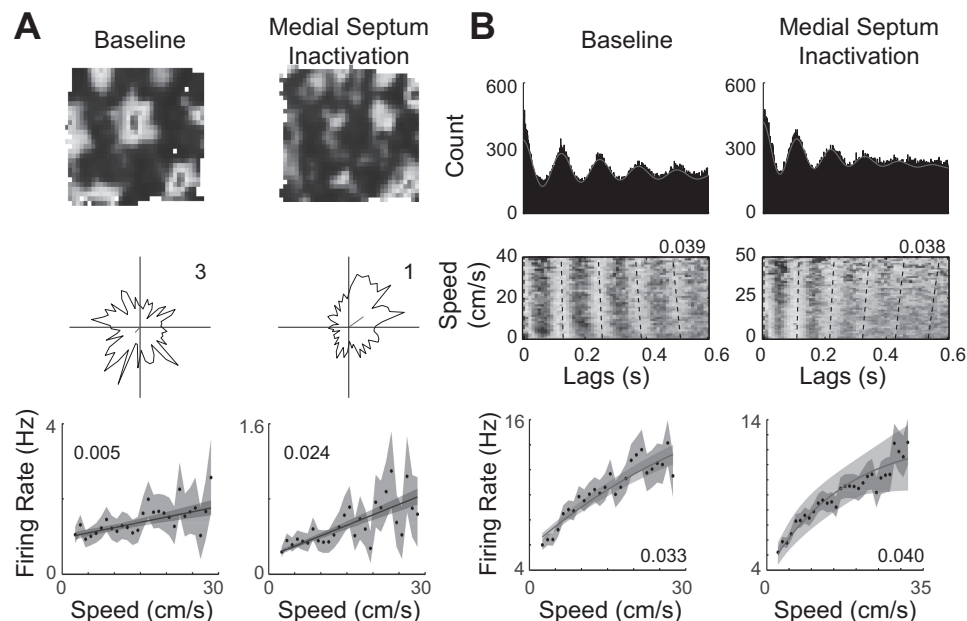 A
Baseline
Medial Septum
Inactivation
3
1
Firing Rate (Hz)
4
0
0.005
0
30
Speed (cm/s)
1.6
0
0.024
0
30
Speed (cm/s)
B
Baseline
Medial Septum
Inactivation
Count
600
300
0
600
300
0
Speed
(cm/s)
0.039
40
20
0
0
0.2
0.4
0.6
Lags (s)
0.038
50
25
0
0
0.2
0.4
0.6
Lags (s)
Firing Rate (Hz)
16
4
0.033
0
30
Speed (cm/s)
14
4
0.040
0
35
Speed (cm/s)